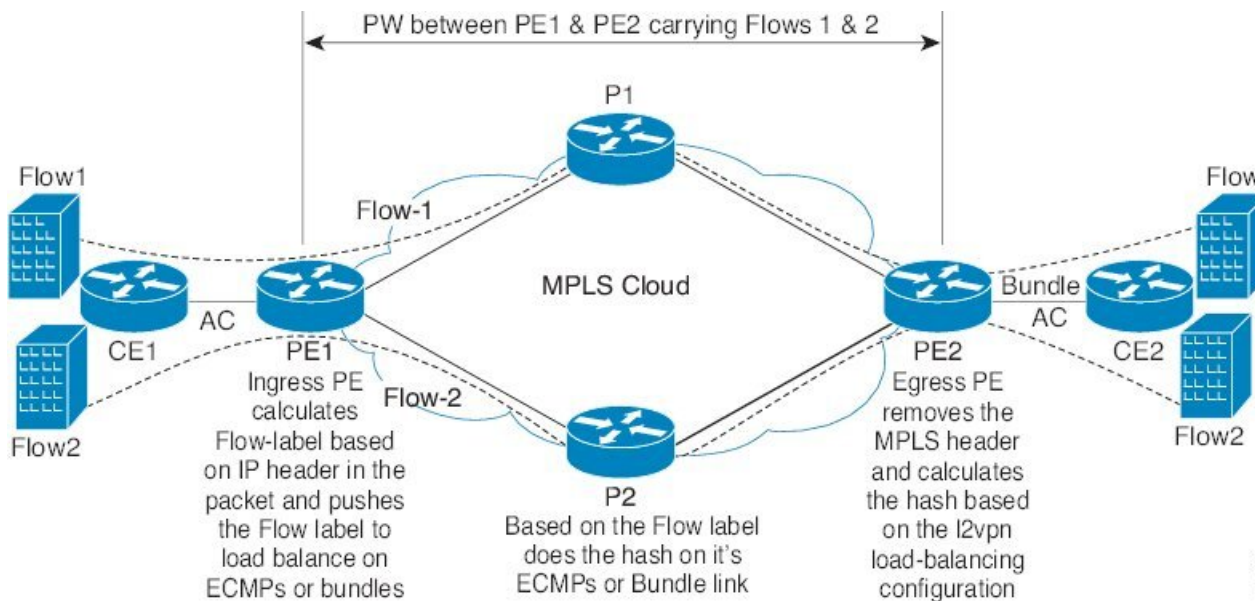 PW between PE1 & PE2 carrying Flows 1 & 2
P1
Flow1
Flow
Flow-1
MPLS Cloud
Bundle
AC
AC
CE1
PE1
PE2
CE2
Flow-2
Flow2
Flow2
Ingress PE
calculates
Flow-label based
on IP header in the
packet and pushes
the Flow label to
load balance on
ECMPs or bundles
P2
Based on the Flow label
does the hash on it's
ECMPs or Bundle link
Egress PE
removes the
MPLS header
and calculates
the hash based
on the l2vpn
load-balancing
configuration